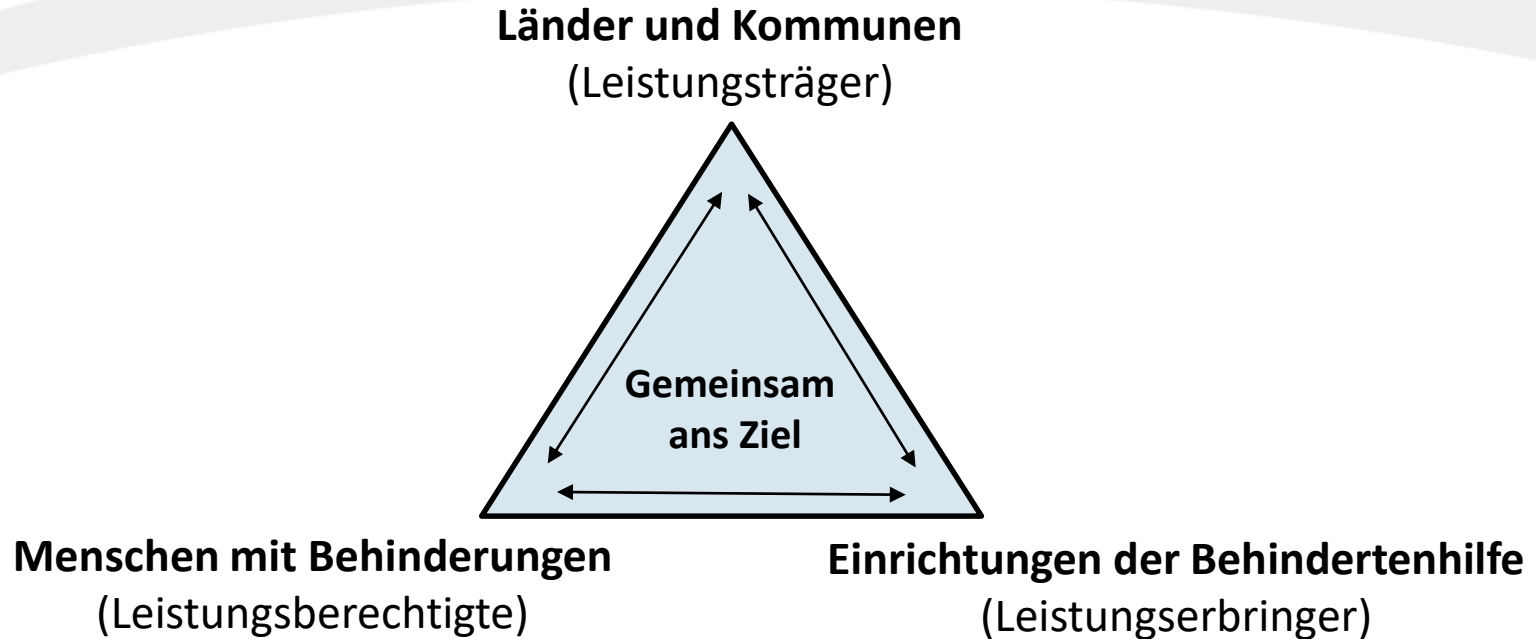 Länder und Kommunen
(Leistungsträger)
Gemeinsam
ans Ziel
Menschen mit Behinderungen
(Leistungsberechtigte)
Einrichtungen der Behindertenhilfe
(Leistungserbringer)